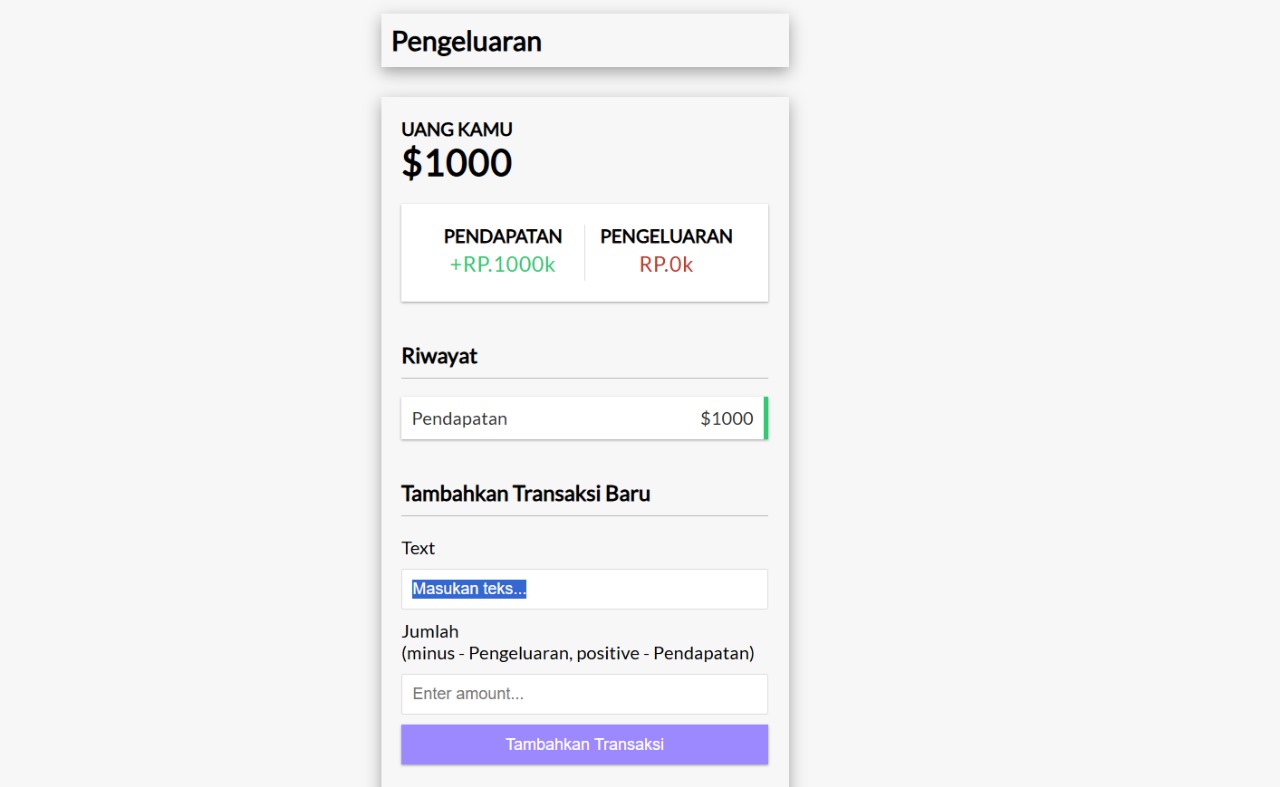 Pengeluaran
UANG KAMU
$1000
PENDAPATAN PENGELUARAN
+RP.1000k RP.0k
Riwayat
Pendapatan $1000
Tambahkan Transaksi Baru
Text
Masukan teks...
Jumlah
(minus - Pengeluaran, positive - Pendapatan)
Enter amount...
Tambahkan Transaksi